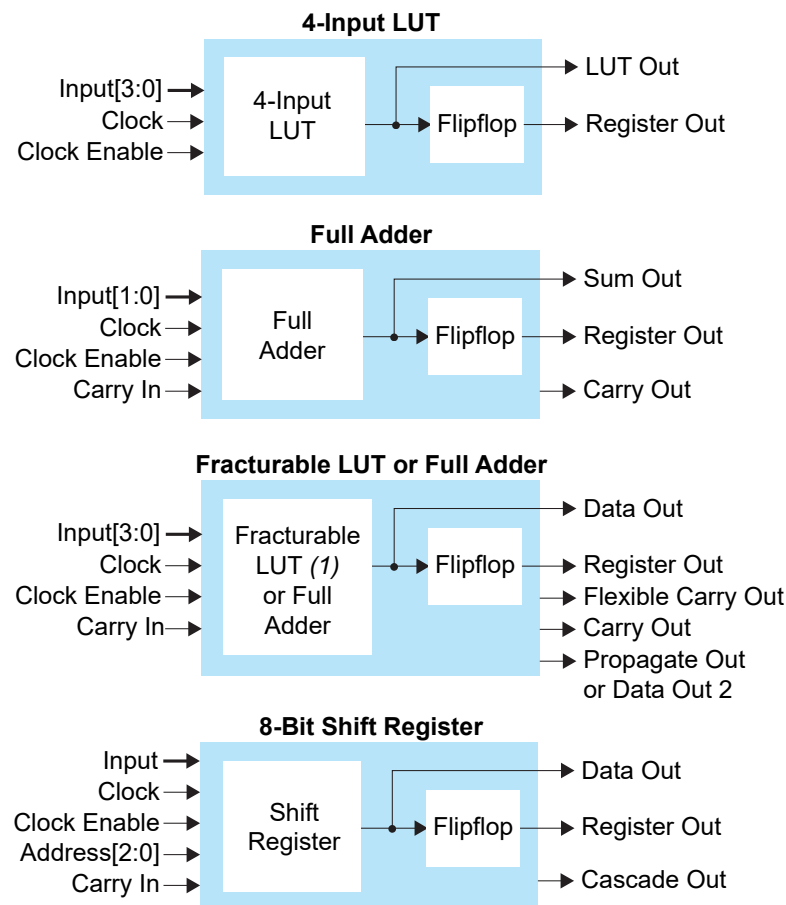 4-Input LUT
Input[3:0]
Clock
Clock Enable
4-Input
LUT
Flipflop
LUT Out
Register Out
Full Adder
Input[1:0]
Clock
Clock Enable
Carry In
Full
Adder
Flipflop
Sum Out
Register Out
Carry Out
Fracturable LUT or Full Adder
Input[3:0]
Clock
Clock Enable
Carry In
Fracturable
LUT (1)
or Full
Adder
Flipflop
Data Out
Register Out
Flexible Carry Out
Carry Out
Propagate Out
or Data Out 2
8-Bit Shift Register
Input
Clock
Clock Enable
Address[2:0]
Carry In
Shift
Register
Flipflop
Data Out
Register Out
Cascade Out